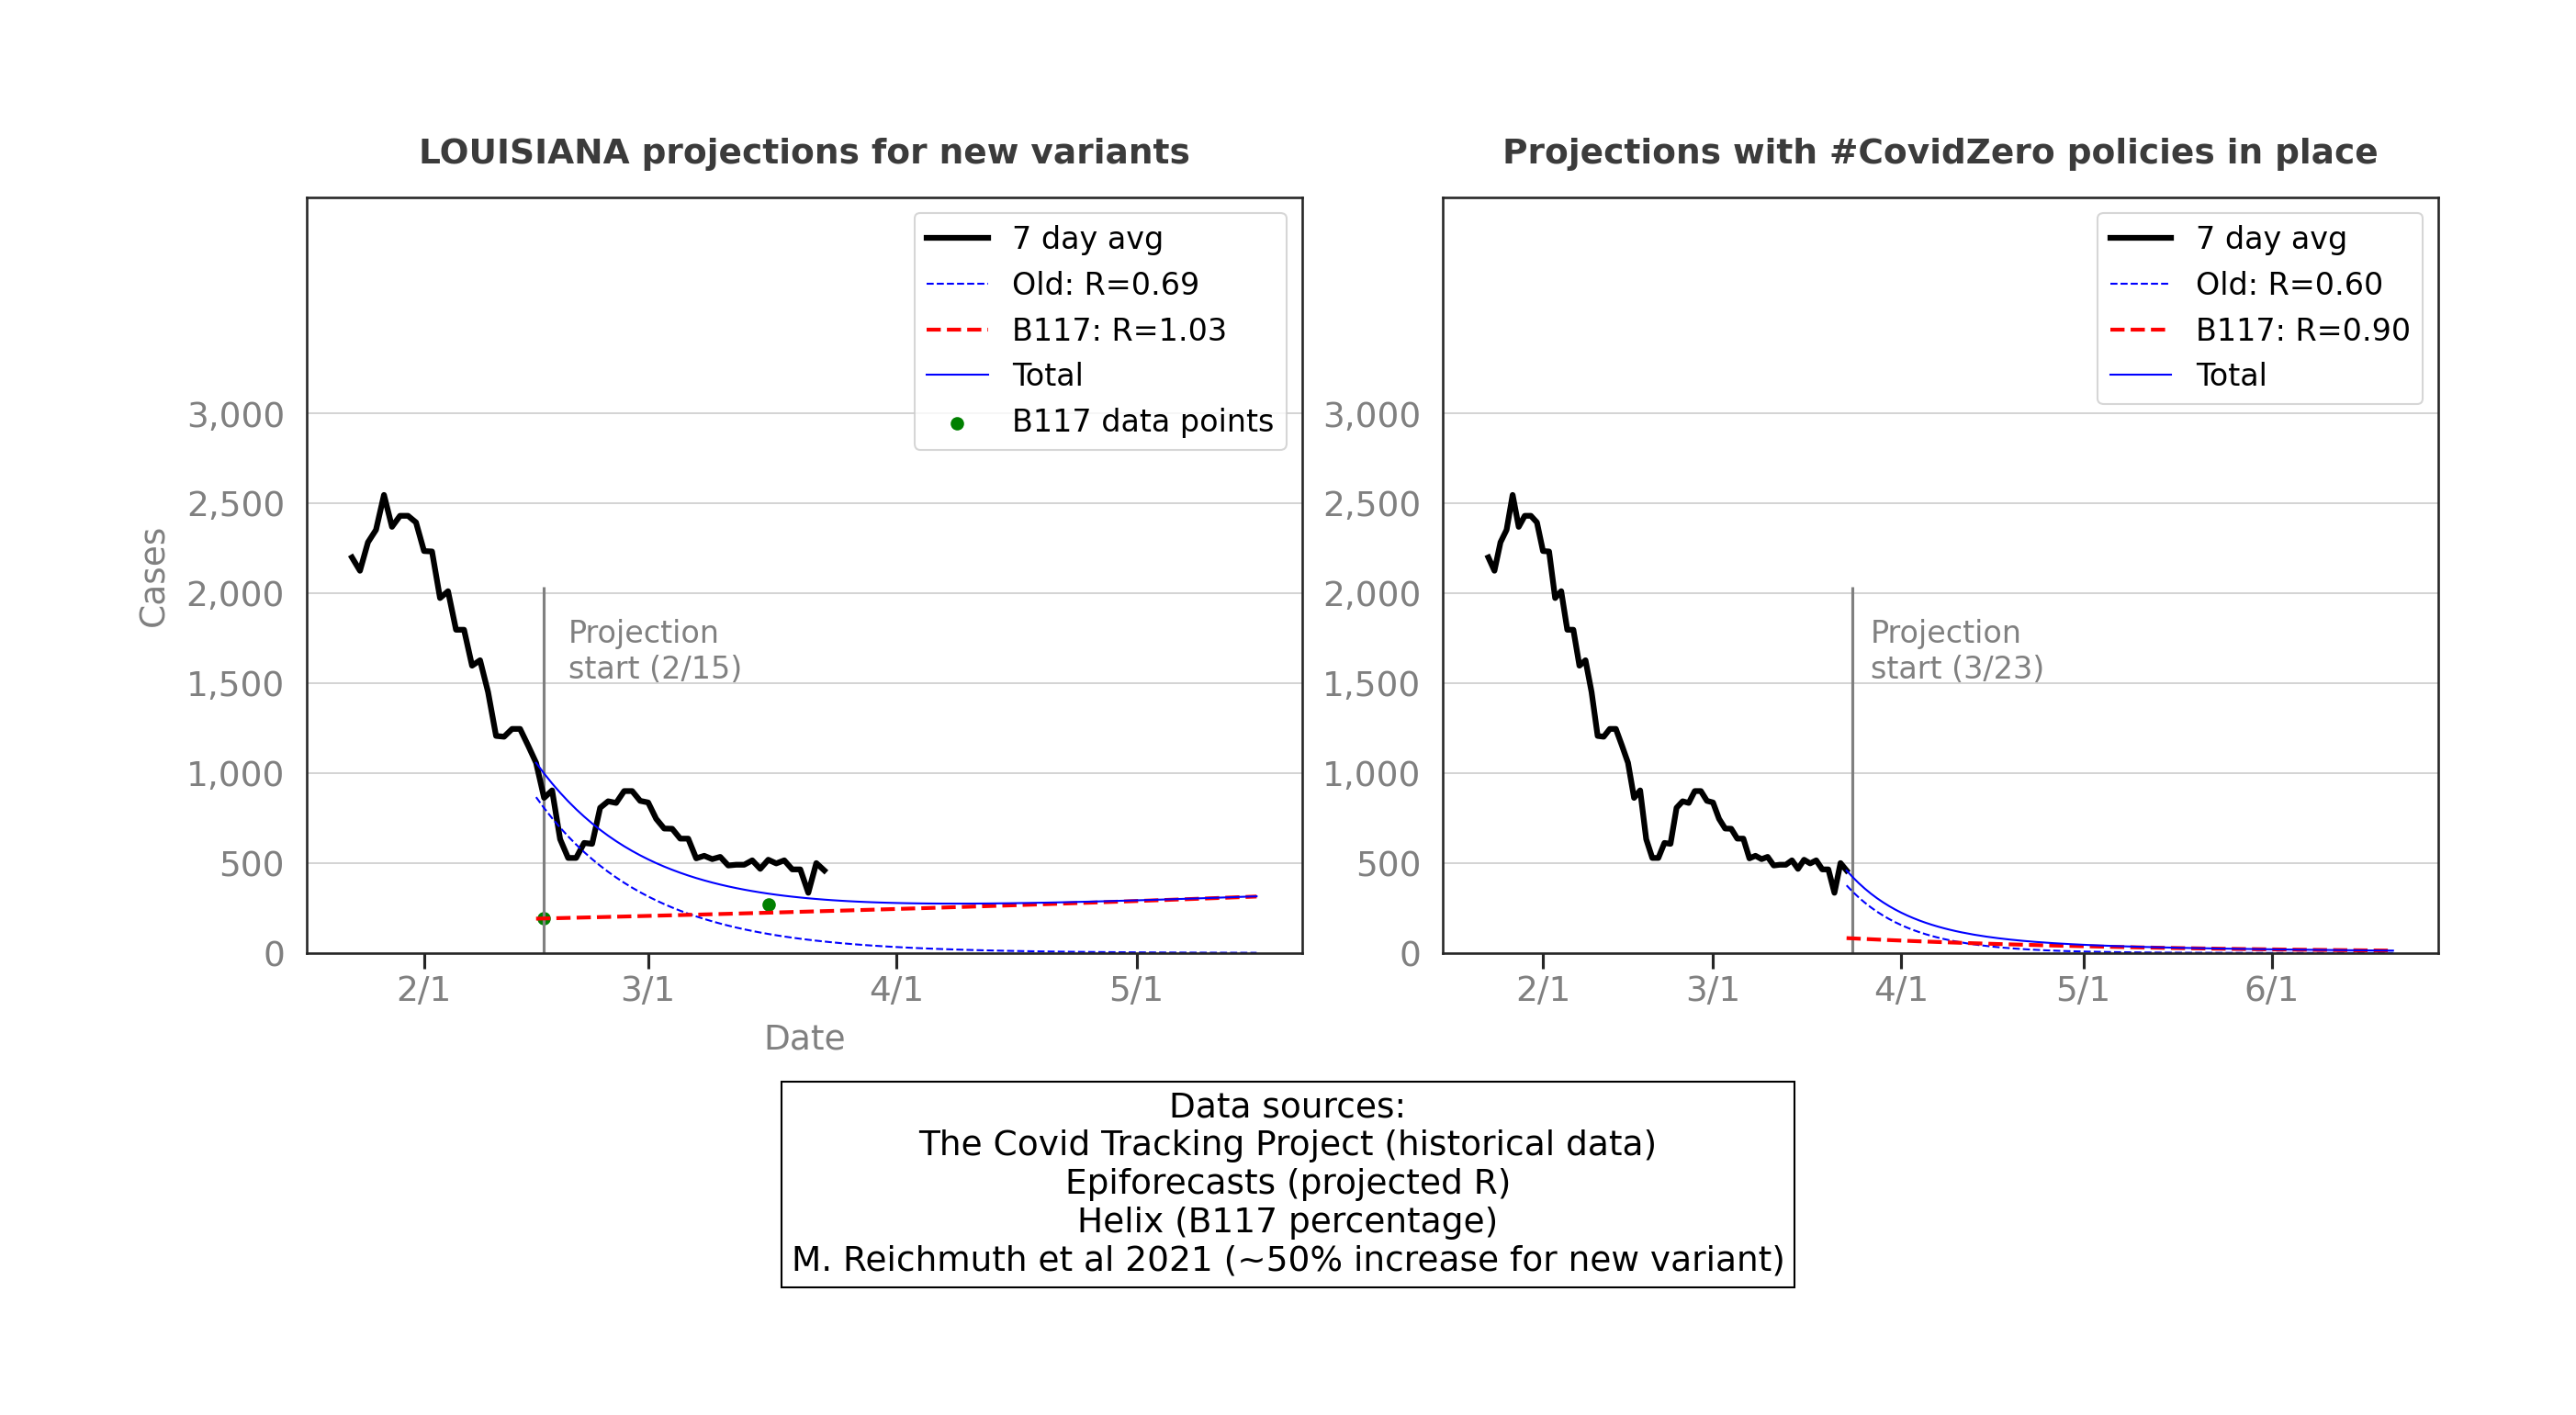 LOUISIANA projections for new variants
7 day avg
Old: R=0.69
B117: R=1.03
Total
B117 data points
Projection
start (2/15)
Cases
3,000
2,500
2,000
1,500
1,000
500
0
2/1
3/1
4/1
5/1
Date
Projections with #CovidZero policies in place
7 day avg
Old: R=0.60
B117: R=0.90
Total
Projection
start (3/23)
3,000
2,500
2,000
1,500
1,000
500
0
2/1
3/1
4/1
5/1
6/1
Data sources:
The Covid Tracking Project (historical data)
Epiforecasts (projected R)
Helix (B117 percentage)
M. Reichmuth et al 2021 (~50% increase for new variant)